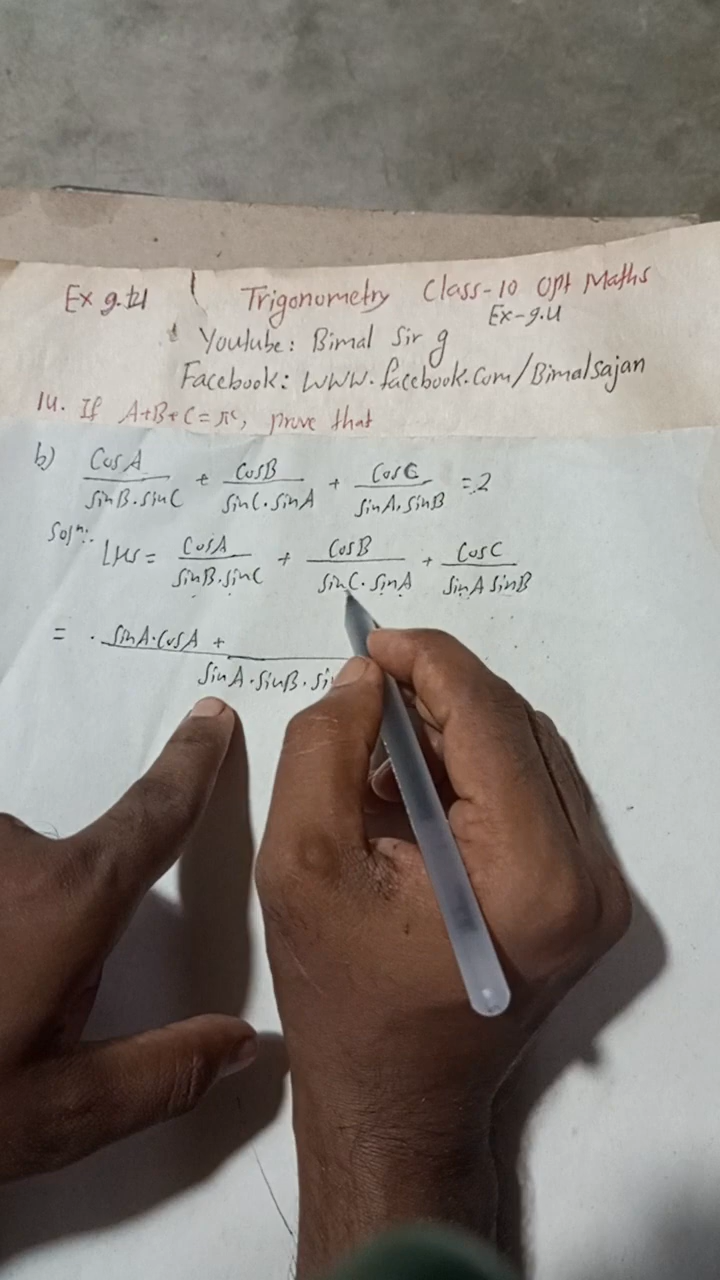 Ex 9.4 Trigonometry Class-10 Opt Maths
Ex-9.4
Youtube: Bimal Sir g
Facebook: www.facebook.com/Bimalsajan
14. If A+B+C=πᶜ, prove that
b) CosA/SinB.SinC + CosB/SinC.SinA + CosC/SinA.SinB = 2
Solⁿ:
LHS = CosA/SinB.SinC + CosB/SinC.SinA + CosC/SinA SinB
= SinA.CosA + / SinA.SinB.Si